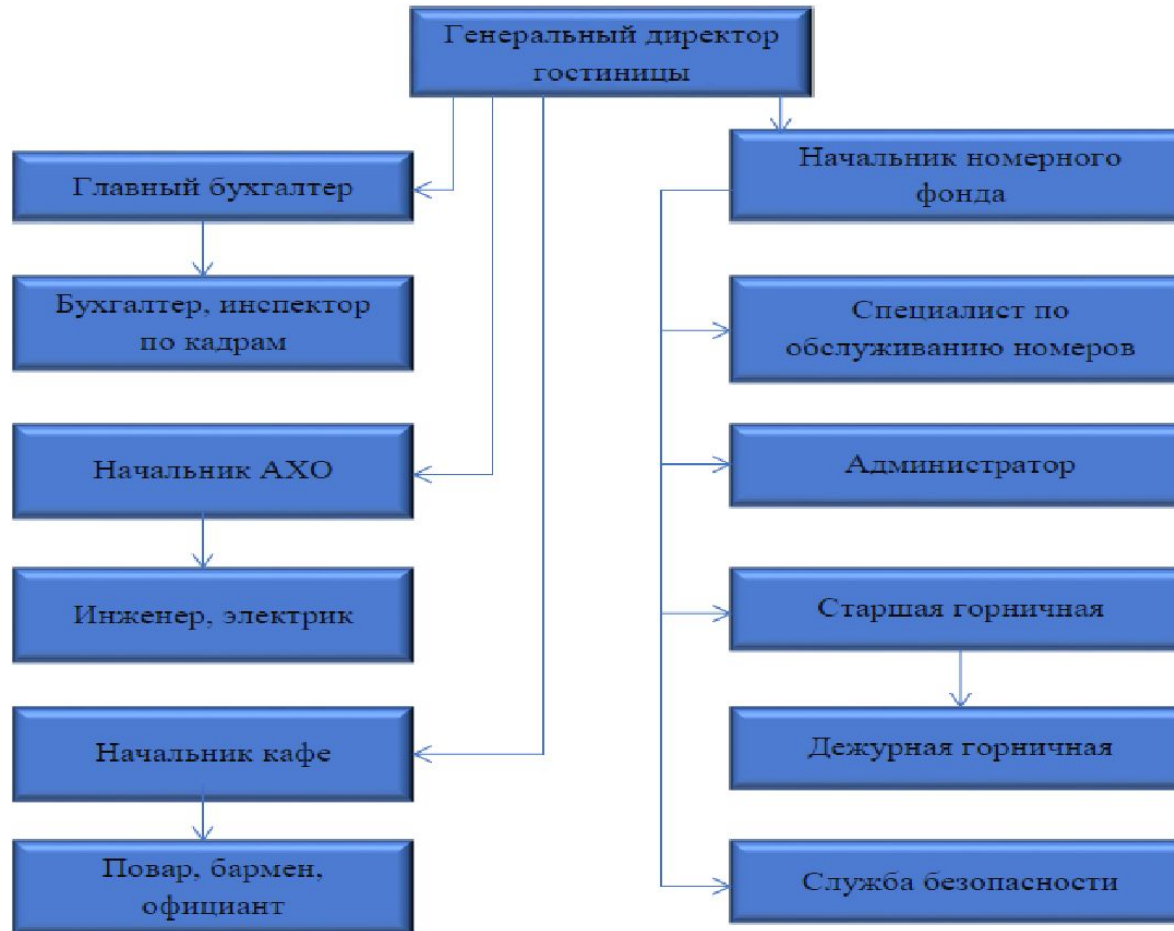 Генеральный директор
гостиницы
Главный бухгалтер
Бухгалтер, инспектор
по кадрам
Начальник АХО
Инженер, электрик
Начальник кафе
Повар, бармен,
официант
Начальник номерного
фонда
Специалист по
обслуживанию номеров
Администратор
Старшая горничная
Дежурная горничная
Служба безопасности